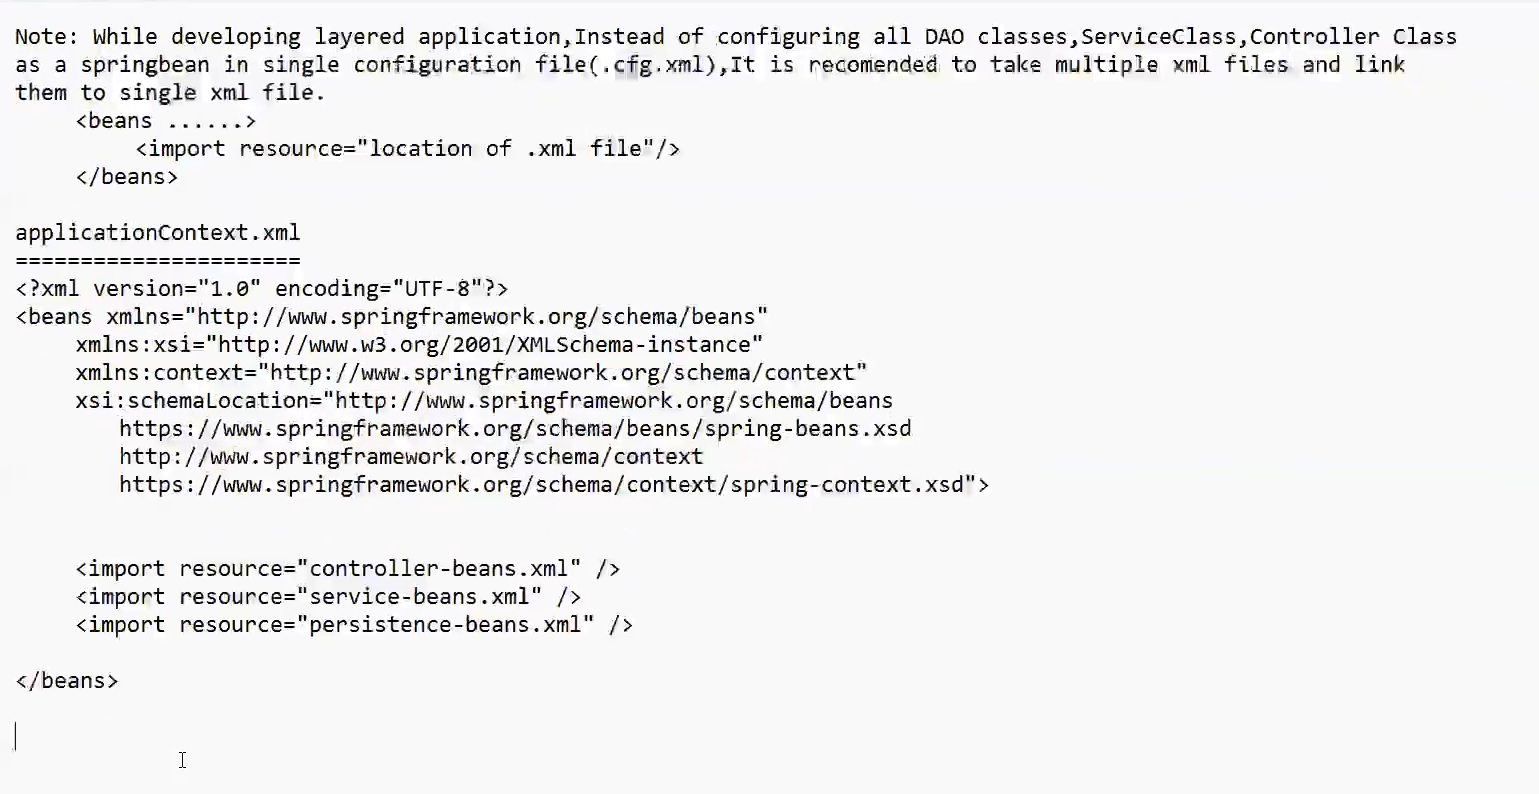 Note: While developing layered application,Instead of configuring all DAO classes,ServiceClass,Controller Class
as a springbean in single configuration file(.cfg.xml),It is recomended to take multiple xml files and link
them to single xml file.
<beans ......>
<import resource="location of .xml file"/>
</beans>
applicationContext.xml
======================
<?xml version="1.0" encoding="UTF-8"?>
<beans xmlns="http://www.springframework.org/schema/beans"
xmlns:xsi="http://www.w3.org/2001/XMLSchema-instance"
xmlns:context="http://www.springframework.org/schema/context"
xsi:schemaLocation="http://www.springframework.org/schema/beans
https://www.springframework.org/schema/beans/spring-beans.xsd
http://www.springframework.org/schema/context
https://www.springframework.org/schema/context/spring-context.xsd">
<import resource="controller-beans.xml" />
<import resource="service-beans.xml" />
<import resource="persistence-beans.xml" />
</beans>